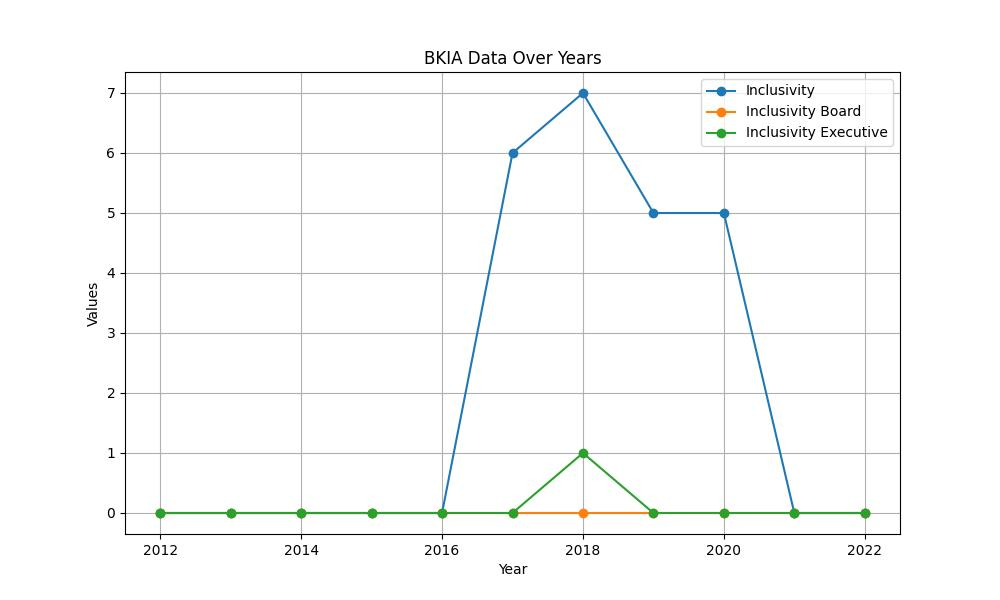 BKIA Data Over Years
Inclusivity
Inclusivity Board
Inclusivity Executive
7
6
5
4
3
2
1
0
Values
2012
2014
2016
2018
2020
2022
Year